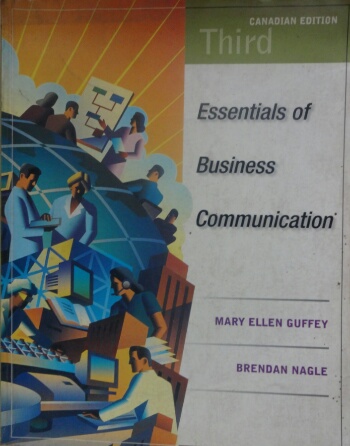 CANADIAN EDITION
Third
Essentials of
Business
Communication
MARY ELLEN GUFFEY
BRENDAN NAGLE